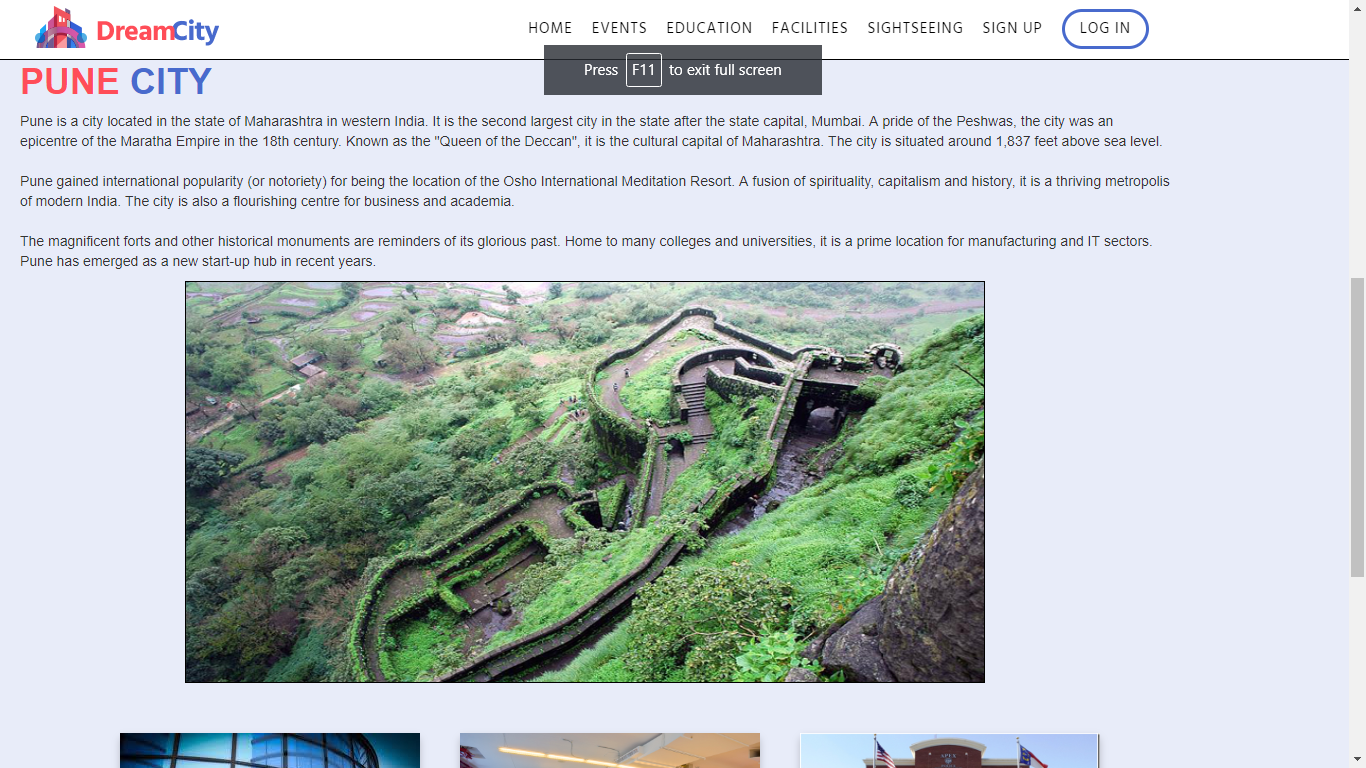 DreamCity
HOME EVENTS EDUCATION FACILITIES SIGHTSEEING SIGN UP LOG IN
Press F11 to exit full screen
PUNE CITY
Pune is a city located in the state of Maharashtra in western India. It is the second largest city in the state after the state capital, Mumbai. A pride of the Peshwas, the city was an
epicentre of the Maratha Empire in the 18th century. Known as the "Queen of the Deccan", it is the cultural capital of Maharashtra. The city is situated around 1,837 feet above sea level.
Pune gained international popularity (or notoriety) for being the location of the Osho International Meditation Resort. A fusion of spirituality, capitalism and history, it is a thriving metropolis
of modern India. The city is also a flourishing centre for business and academia.
The magnificent forts and other historical monuments are reminders of its glorious past. Home to many colleges and universities, it is a prime location for manufacturing and IT sectors.
Pune has emerged as a new start-up hub in recent years.